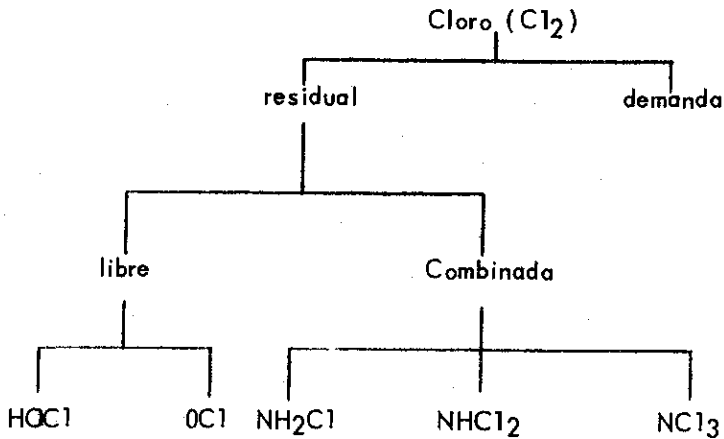 Cloro (Cl₂)
residual demanda
libre Combinada
HOCl OCl NH₂Cl NHCl₂ NCl₃